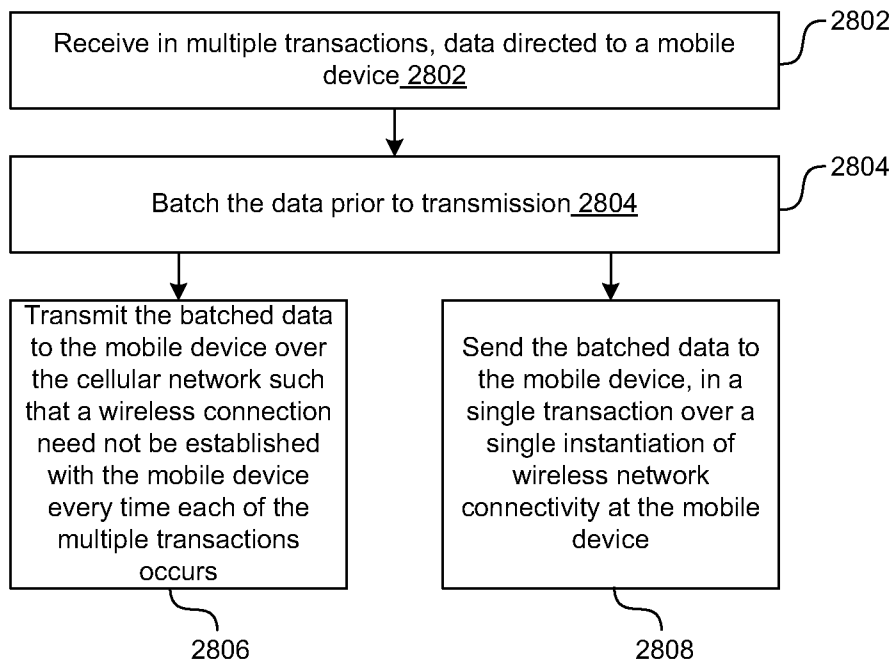 Receive in multiple transactions, data directed to a mobile
device 2802
2802
Batch the data prior to transmission 2804
2804
Transmit the batched data
to the mobile device over
the cellular network such
that a wireless connection
need not be established
with the mobile device
every time each of the
multiple transactions
occurs
2806
Send the batched data to
the mobile device, in a
single transaction over a
single instantiation of
wireless network
connectivity at the mobile
device
2808